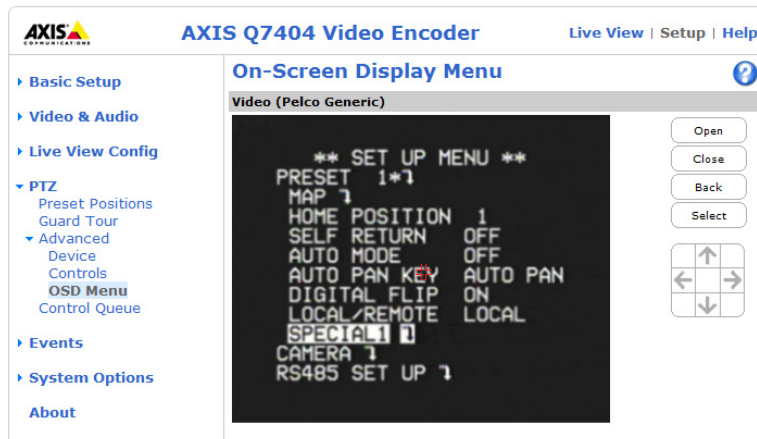 AXIS
COMMUNICATIONS
AXIS Q7404 Video Encoder
Live View | Setup | Help
Basic Setup
Video & Audio
Live View Config
PTZ
Preset Positions
Guard Tour
Advanced
Device
Controls
OSD Menu
Control Queue
Events
System Options
About
On-Screen Display Menu
?
Video (Pelco Generic)
** SET UP MENU **
PRESET 1*
MAP
HOME POSITION 1
SELF RETURN OFF
AUTO MODE OFF
AUTO PAN KEY AUTO PAN
DIGITAL FLIP ON
LOCAL/REMOTE LOCAL
SPECIAL1
CAMERA
RS485 SET UP
Open
Close
Back
Select